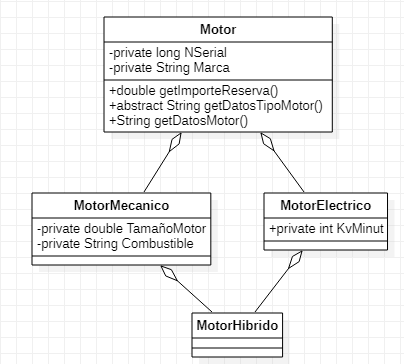 Motor
-private long NSerial
-private String Marca
+double getImporteReserva()
+abstract String getDatosTipoMotor()
+String getDatosMotor()
MotorMecanico
-private double TamañoMotor
-private String Combustible
MotorElectrico
+private int KvMinut
MotorHibrido